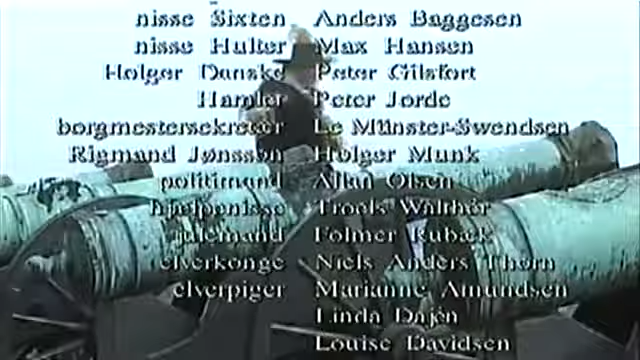 nisse Sixten Anders Baggesen
nisse Hulter Max Hansen
Holger Danske Peter Gilsfort
Hamlet Peter Jorde
borgmestersekretær Le Münster-Swendsen
Rigmand Jønsson Holger Munk
politimand Allan Olsen
hjælpenisse Troels Walther
julemand Folmer Rubæk
elverkonge Niels Anders Thorn
elverpiger Marianne Amundsen
Linda Dajen
Louise Davidsen